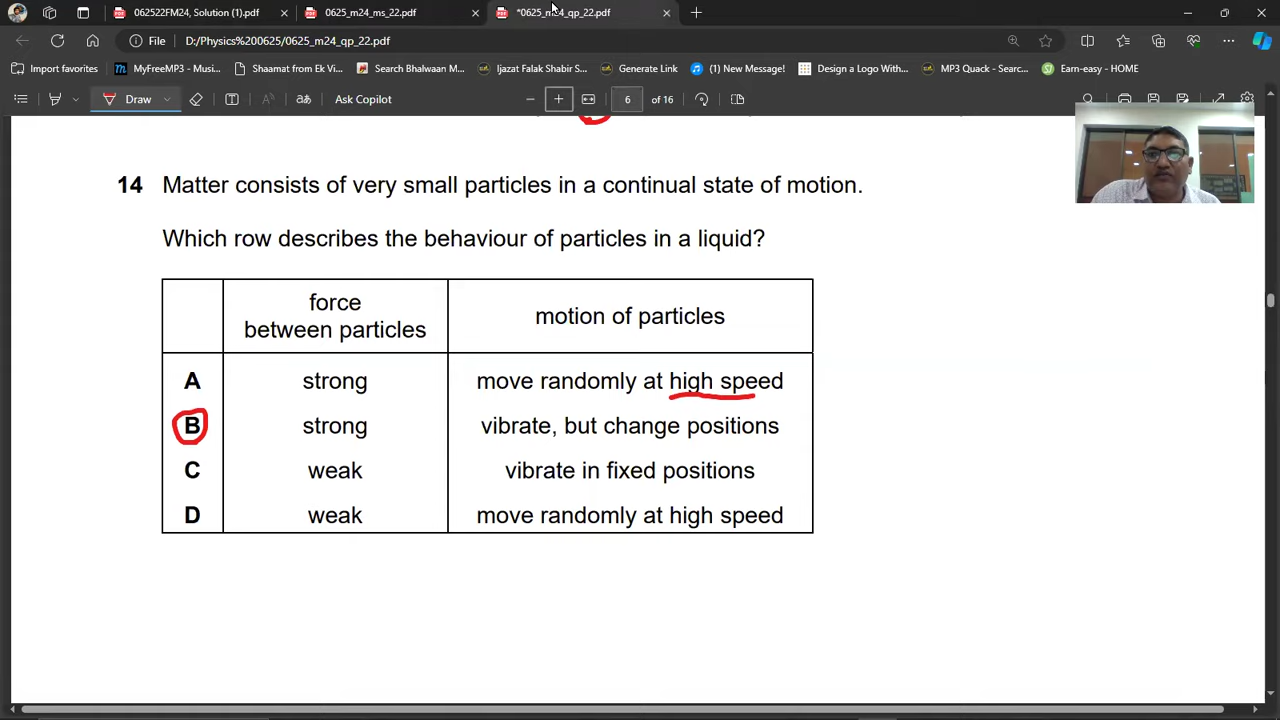 062522FM24, Solution (1).pdf
0625_m24_ms_22.pdf
*0625_m24_qp_22.pdf
File
D:/Physics%200625/0625_m24_qp_22.pdf
Import favorites
MyFreeMP3 - Musi...
Shaamat from Ek Vi...
Search Bhalwaan M...
Ijazat Falak Shabir S...
Generate Link
(1) New Message!
Design a Logo With...
MP3 Quack - Searc...
Earn-easy - EHOME
Draw
Ask Copilot
6 of 16
14 Matter consists of very small particles in a continual state of motion.
Which row describes the behaviour of particles in a liquid?
force
between particles
motion of particles
A strong move randomly at high speed
B strong vibrate, but change positions
C weak vibrate in fixed positions
D weak move randomly at high speed